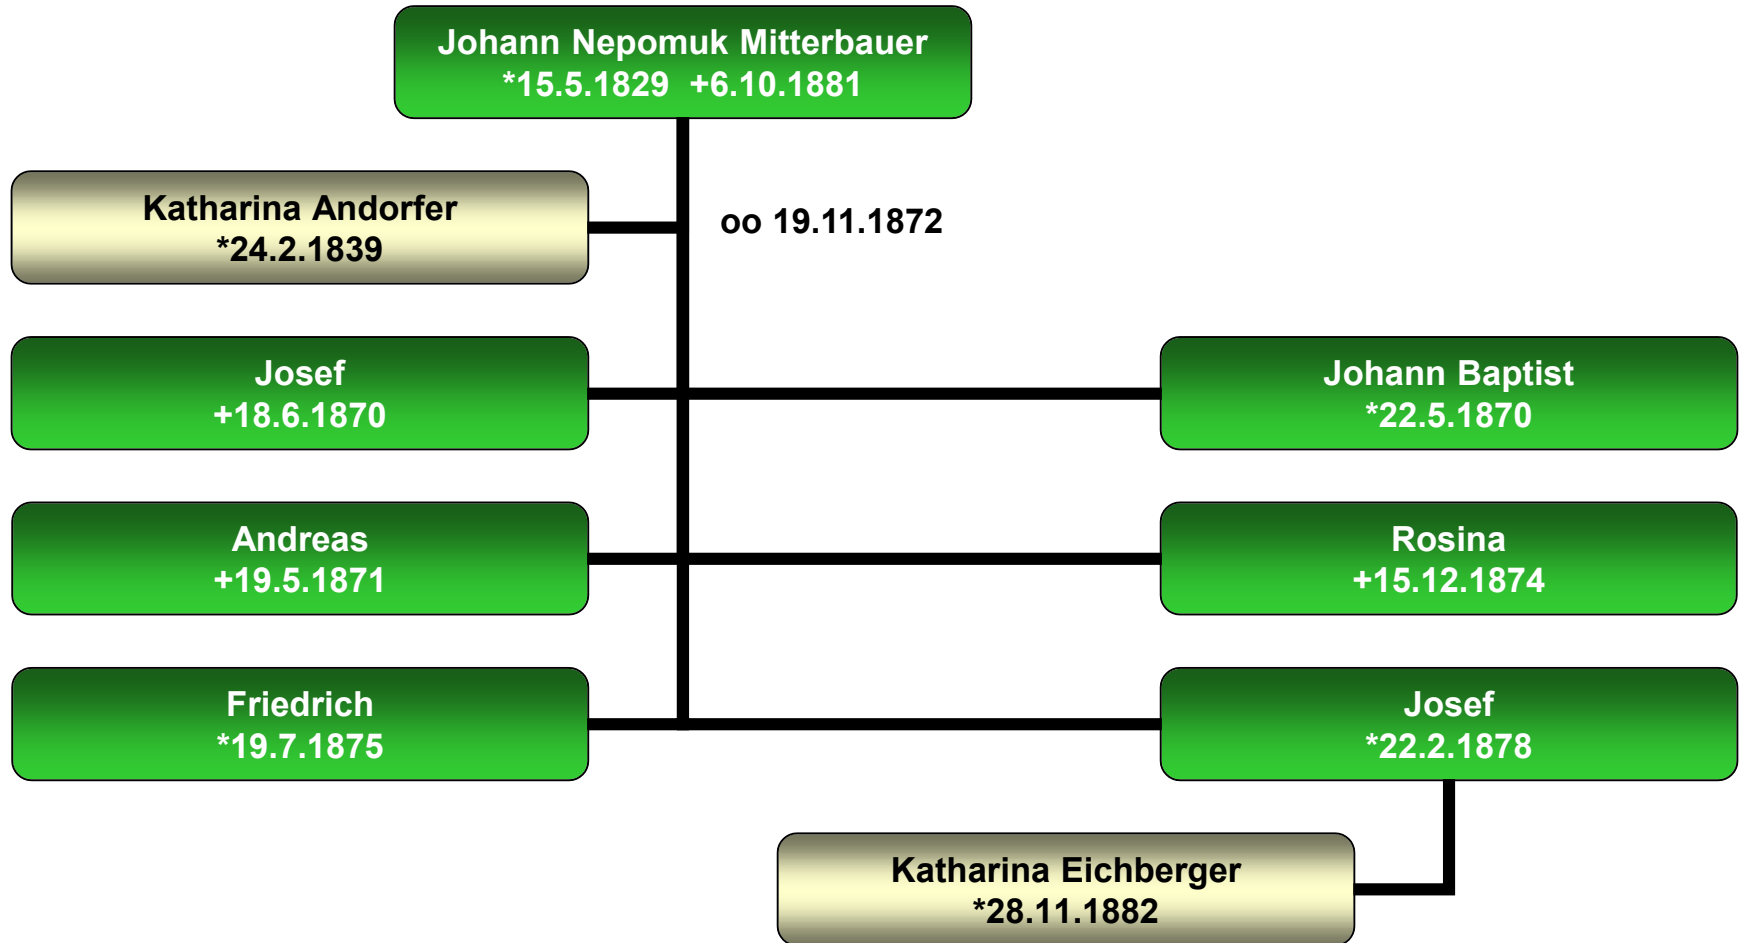 Johann Nepomuk Mitterbauer
*15.5.1829 +6.10.1881
Katharina Andorfer
*24.2.1839
oo 19.11.1872
Josef
+18.6.1870
Johann Baptist
*22.5.1870
Andreas
+19.5.1871
Rosina
+15.12.1874
Friedrich
*19.7.1875
Josef
*22.2.1878
Katharina Eichberger
*28.11.1882